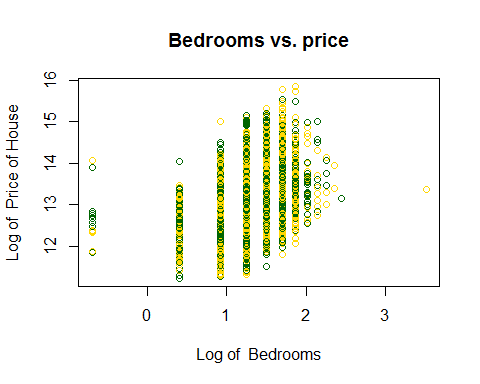 Bedrooms vs. price
Log of  Price of House
16
15
14
13
12
0 1 2 3
Log of  Bedrooms